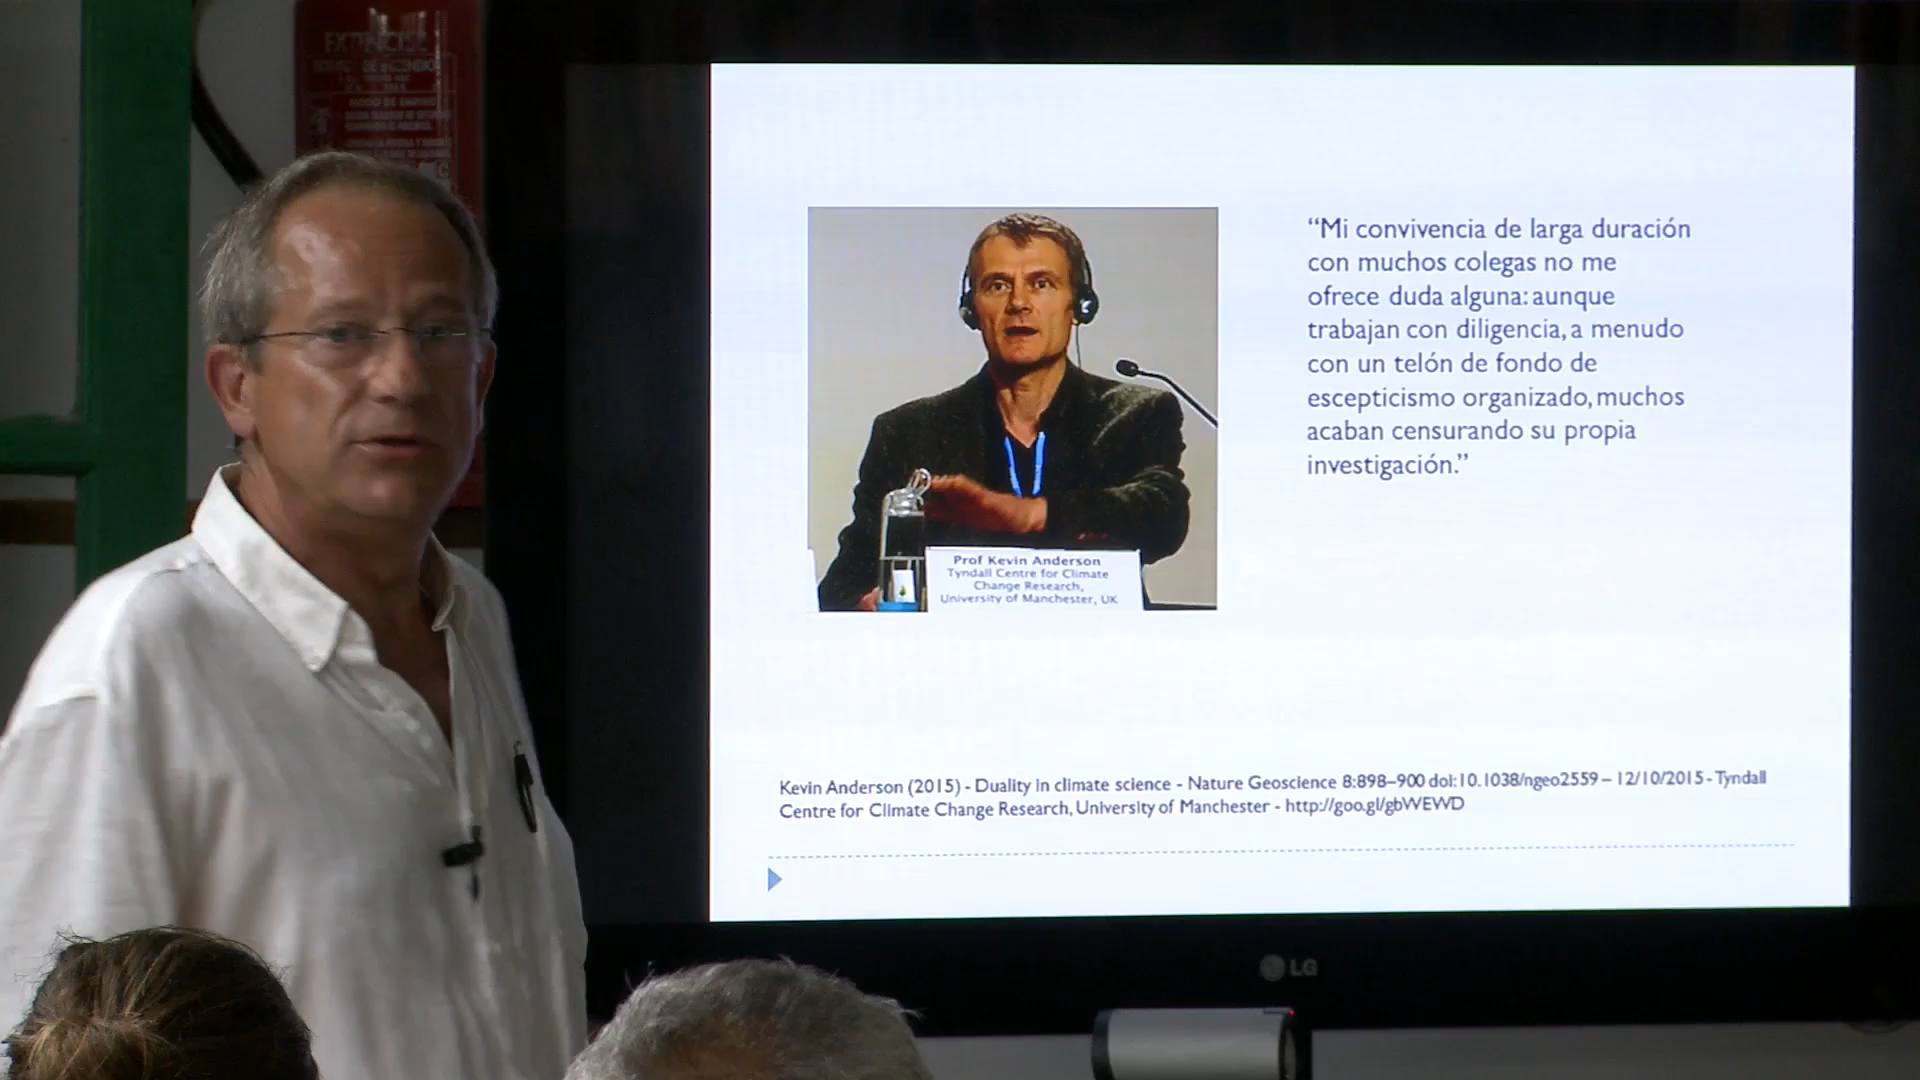 MODO DE EMPLEO
“Mi convivencia de larga duración
con muchos colegas no me
ofrece duda alguna: aunque
trabajan con diligencia, a menudo
con un telón de fondo de
escepticismo organizado, muchos
acaban censurando su propia
investigación.”
Prof Kevin Anderson
Tyndall Centre for Climate
Change Research,
University of Manchester, UK
Kevin Anderson (2015) - Duality in climate science - Nature Geoscience 8:898–900 doi:10.1038/ngeo2559 – 12/10/2015 - Tyndall
Centre for Climate Change Research, University of Manchester - http://goo.gl/gbWEWD
LG